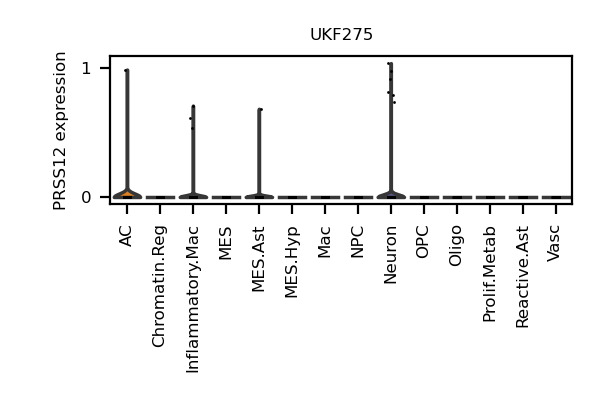 UKF275
PRSS12 expression
1
0
AC
Chromatin.Reg
Inflammatory.Mac
MES
MES.Ast
MES.Hyp
Mac
NPC
Neuron
OPC
Oligo
Prolif.Metab
Reactive.Ast
Vasc